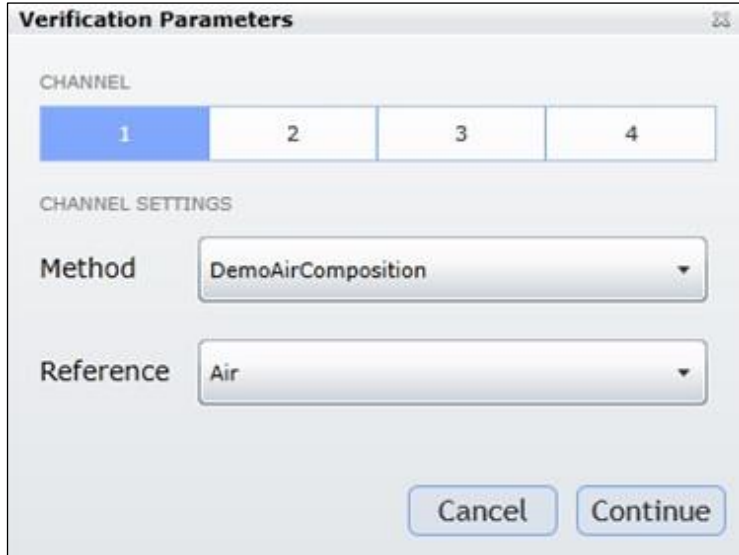 Verification Parameters
CHANNEL
1 2 3 4
CHANNEL SETTINGS
Method DemoAirComposition
Reference Air
Cancel Continue